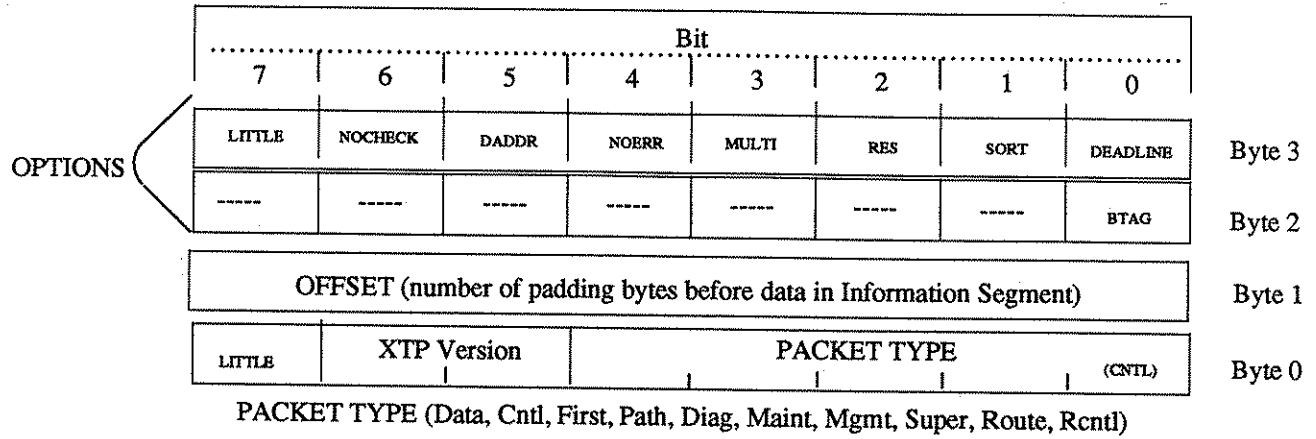 Bit
7 6 5 4 3 2 1 0
LITTLE NOCHECK DADDR NOERR MULTI RES SORT DEADLINE Byte 3
OPTIONS
----- ----- ----- ----- ----- ----- ----- BTAG Byte 2
OFFSET (number of padding bytes before data in Information Segment) Byte 1
LITTLE XTP Version PACKET TYPE (CNTL) Byte 0
PACKET TYPE (Data, Cntl, First, Path, Diag, Maint, Mgmt, Super, Route, Rcntl)